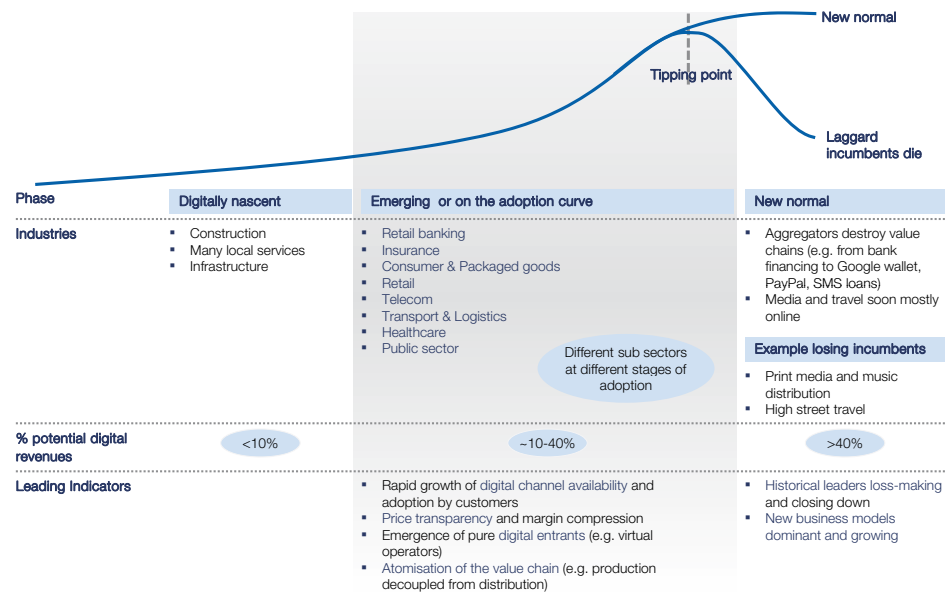 New normal
Tipping point
Laggard
incumbents die
Phase
Digitally nascent
Emerging or on the adoption curve
New normal
Industries
▪ Construction
▪ Many local services
▪ Infrastructure
▪ Retail banking
▪ Insurance
▪ Consumer & Packaged goods
▪ Retail
▪ Telecom
▪ Transport & Logistics
▪ Healthcare
▪ Public sector
Different sub sectors
at different stages of
adoption
▪ Aggregators destroy value
chains (e.g. from bank
financing to Google wallet,
PayPal, SMS loans)
▪ Media and travel soon mostly
online
Example losing incumbents
▪ Print media and music
distribution
▪ High street travel
% potential digital
revenues
<10%
~10-40%
>40%
Leading Indicators
▪ Rapid growth of digital channel availability and
adoption by customers
▪ Price transparency and margin compression
▪ Emergence of pure digital entrants (e.g. virtual
operators)
▪ Atomisation of the value chain (e.g. production
decoupled from distribution)
▪ Historical leaders loss-making
and closing down
▪ New business models
dominant and growing